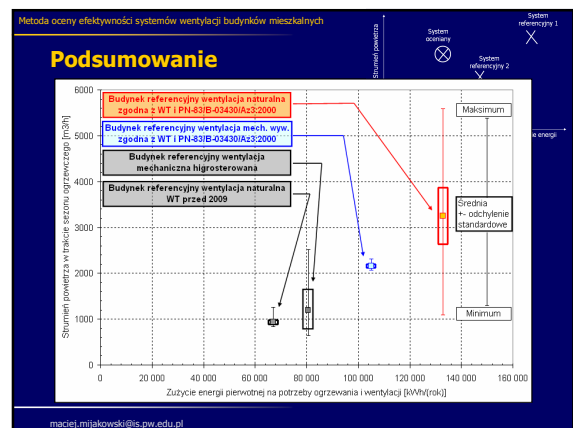 Metoda oceny efektywności systemów wentylacji budynków mieszkalnych
Podsumowanie
Strumień powietrza
System
oceniany
System
referencyjny 1
System
referencyjny 2
ie energii
Strumień powietrza w trakcie sezonu ogrzewczego [m3/h]
6000
5000
4000
3000
2000
1000
0
Budynek referencyjny wentylacja naturalna
zgodna z WT i PN-83/B-03430/Az3:2000
Budynek referencyjny wentylacja mech. wyw.
zgodna z WT i PN-83/B-03430/Az3:2000
Budynek referencyjny wentylacja
mechaniczna higrosterowana
Budynek referencyjny wentylacja naturalna
WT przed 2009
Maksimum
Średnia
+- odchylenie
standardowe
Minimum
0
20 000
40 000
60 000
80 000
100 000
120 000
140 000
160 000
Zużycie energii pierwotnej na potrzeby ogrzewania i wentylacji [kWh/(rok)]
maciej.mijakowski@is.pw.edu.pl